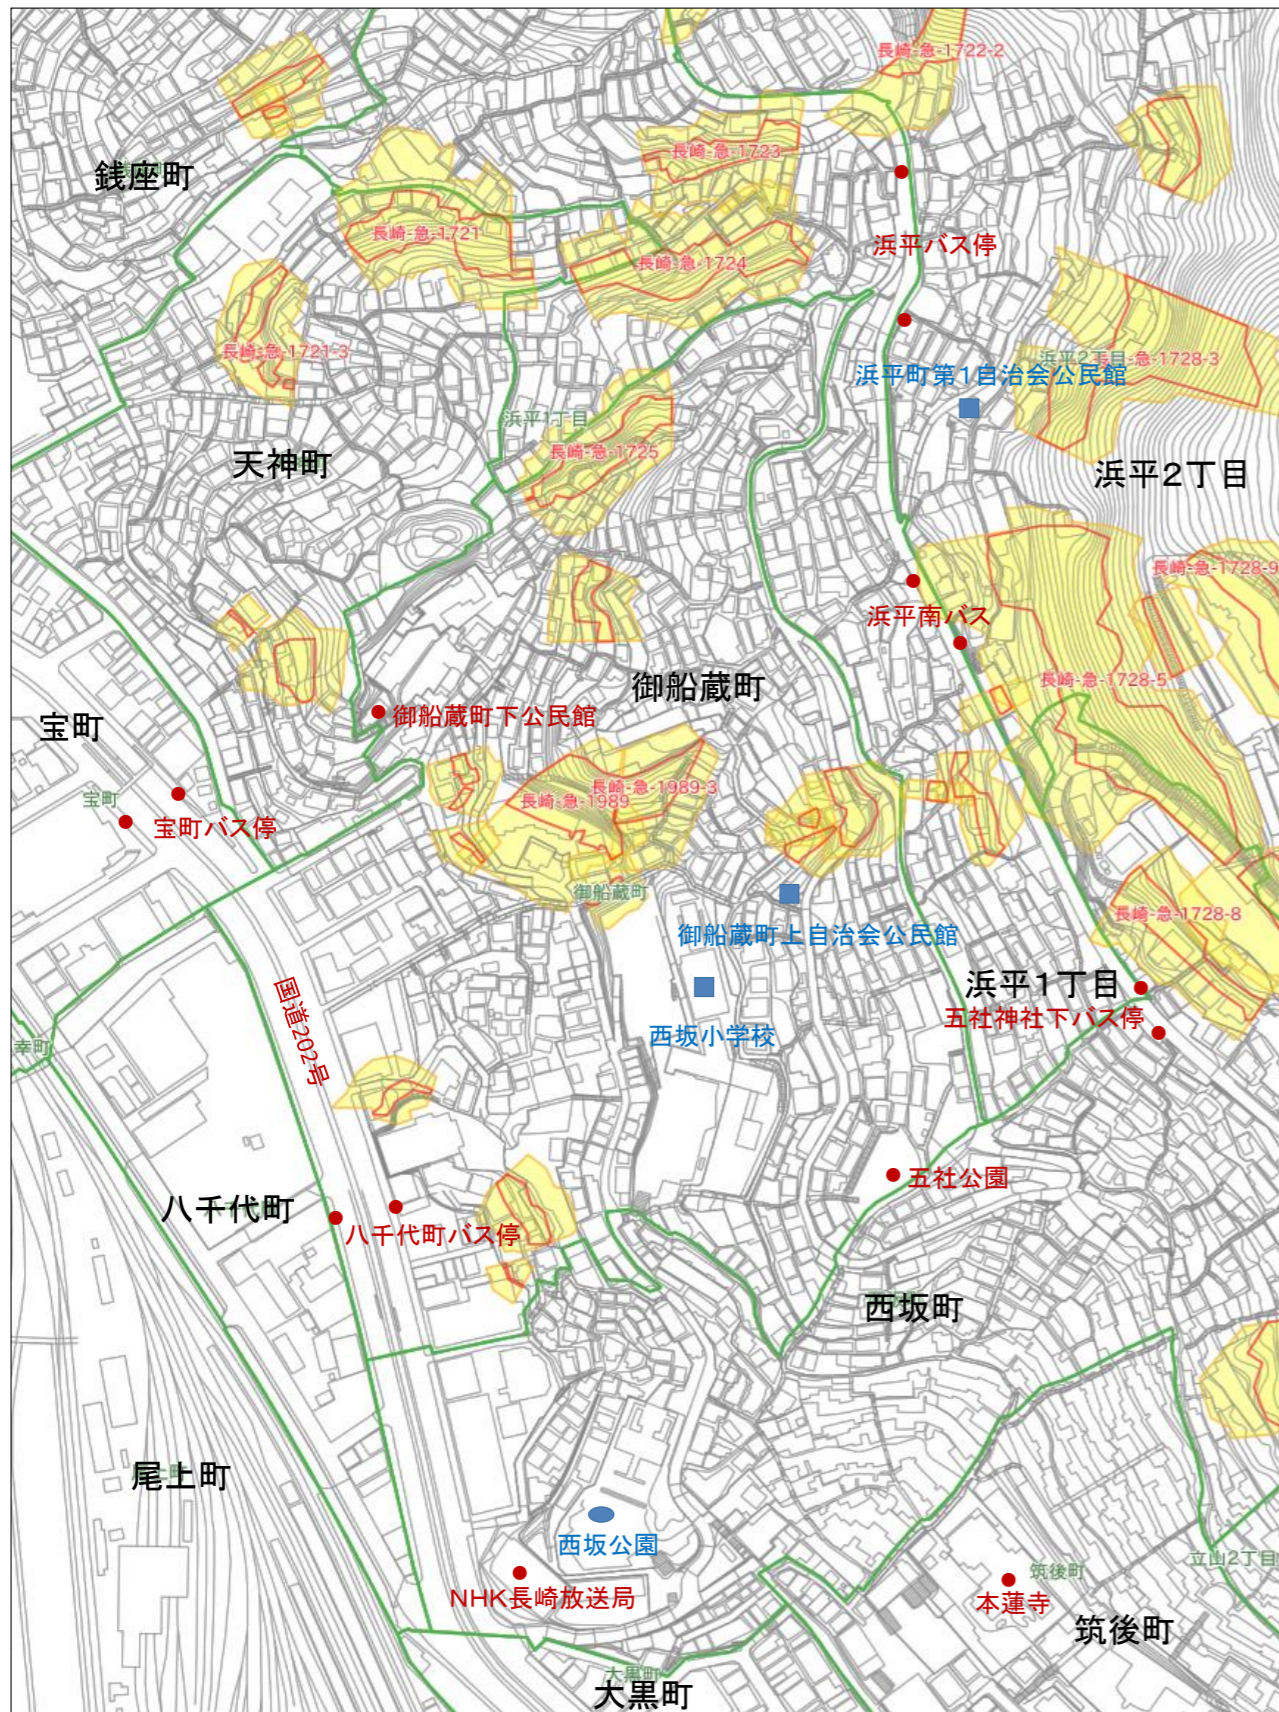 長崎-急-1722-2
長崎-急-1723
銭座町
長崎-急-1721
浜平バス停
長崎-急-1724
長崎-急-1721-3
浜平2丁目
長崎-急-1728-3
浜平町第1自治会公民館
浜平1丁目
長崎-急-1725
天神町
浜平2丁目
長崎-急-1728-9
浜平南バス
長崎-急-1728-5
御船蔵町
御船蔵町下公民館
宝町
長崎-急-1989-3
長崎-急-1989
宝町
宝町バス停
御船蔵町
長崎-急-1728-8
御船蔵町上自治会公民館
浜平1丁目
五社神社下バス停
国道202号
西坂小学校
幸町
五社公園
八千代町
八千代町バス停
西坂町
尾上町
西坂公園
立山2丁目
筑後町
NHK長崎放送局
本蓮寺
筑後町
大黒町
大黒町